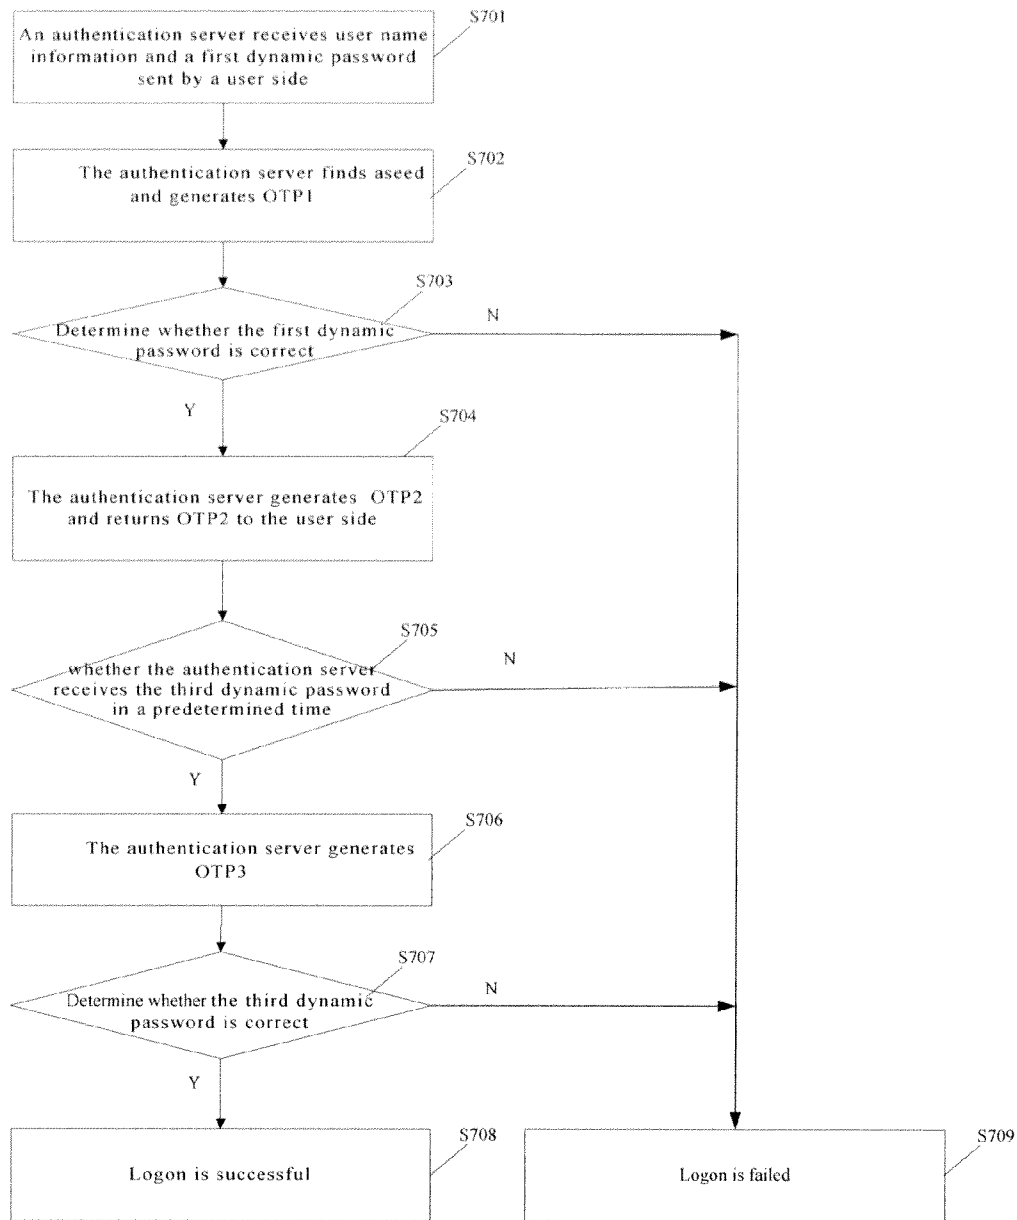 S701
An authentication server receives user name
information and a first dynamic password
sent by a user side
S702
The authentication server finds aseed
and generates OTP1
S703
N
Determine whether the first dynamic
password is correct
Y
S704
The authentication server generates OTP2
and returns OTP2 to the user side
S705
N
whether the authentication server
receives the third dynamic password
in a predetermined time
Y
S706
The authentication server generates
OTP3
S707
N
Determine whether the third dynamic
password is correct
Y
S708
Logon is successful
S709
Logon is failed